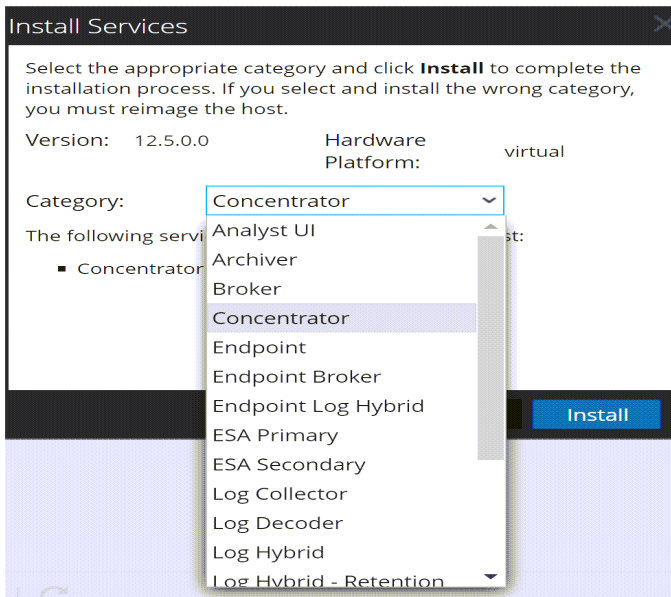 Install Services
Select the appropriate category and click Install to complete the
installation process. If you select and install the wrong category,
you must reimage the host.
Version: 12.5.0.0 Hardware Platform: virtual
Category: Concentrator
The following servi st:
Concentrator
Analyst UI
Archiver
Broker
Concentrator
Endpoint
Endpoint Broker
Endpoint Log Hybrid
ESA Primary
ESA Secondary
Log Collector
Log Decoder
Log Hybrid
Log Hybrid - Retention
Install